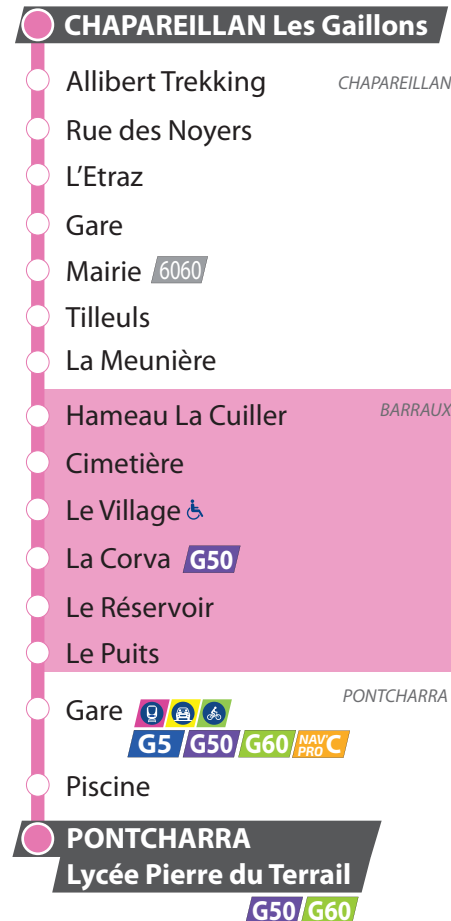 CHAPAREILLAN Les Gaillons
Allibert Trekking CHAPAREILLAN
Rue des Noyers
L'Etraz
Gare
Mairie 6060
Tilleuls
La Meunière
Hameau La Cuiller BARRAUX
Cimetière
Le Village
La Corva G50
Le Réservoir
Le Puits
Gare PONTCHARRA
G5 G50 G60 NAV'C PRO
Piscine
PONTCHARRA
Lycée Pierre du Terrail
G50 G60